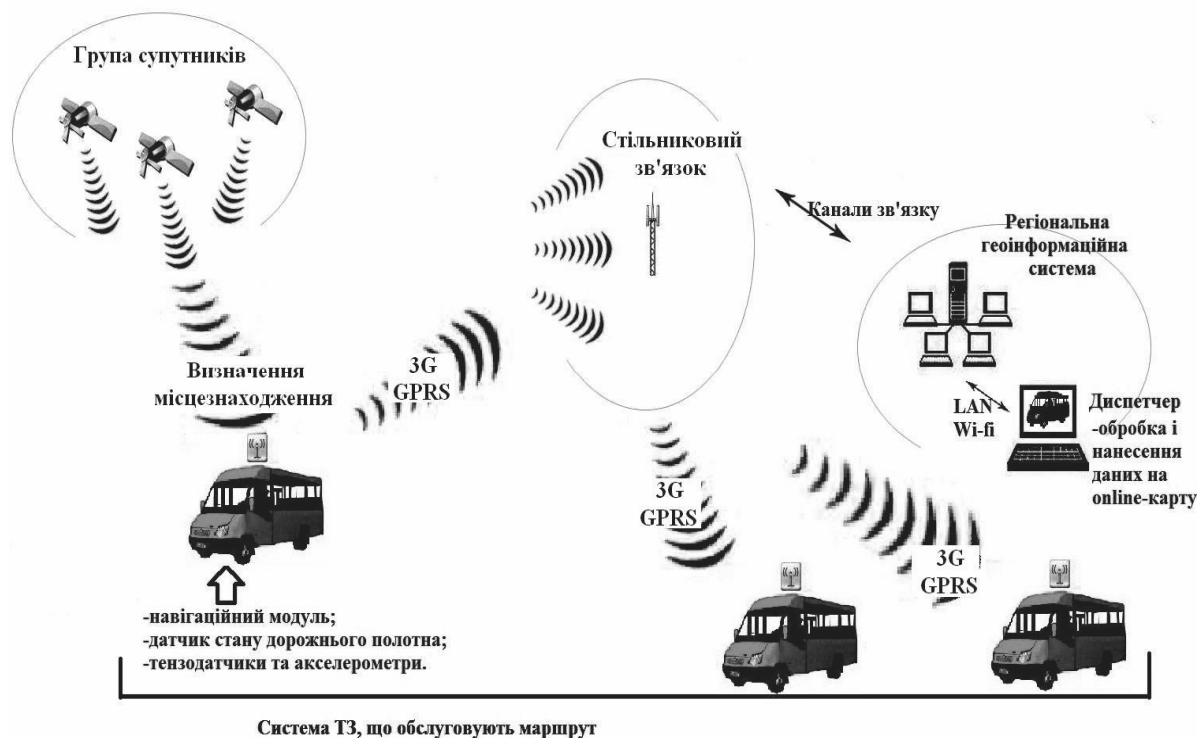 Група супутників
Стільниковий
зв'язок
Канали зв'язку
Регіональна
геоінформаційна
система
Визначення
місцезнаходження
3G
GPRS
LAN
Wi-fi
Диспетчер
-обробка і
нанесення
даних на
online-карту
3G
GPRS
3G
GPRS
-навігаційний модуль;
-датчик стану дорожнього полотна;
-тензодатчики та акселерометри.
Система ТЗ, що обслуговують маршрут